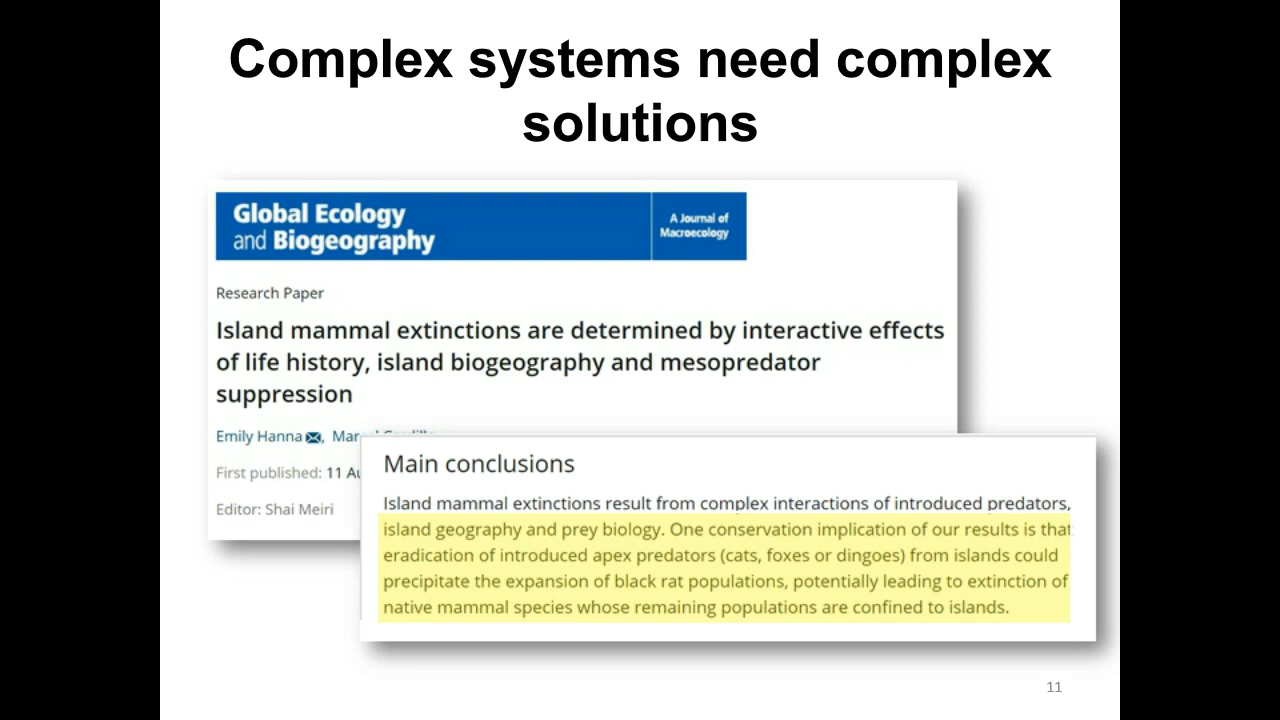 Complex systems need complex
solutions
Global Ecology
and Biogeography
A Journal of
Macroecology
Research Paper
Island mammal extinctions are determined by interactive effects
of life history, island biogeography and mesopredator
suppression
Emily Hanna
First published: 11
Editor: Shai Meiri
Main conclusions
Island mammal extinctions result from complex interactions of introduced predators,
island geography and prey biology. One conservation implication of our results is that
eradication of introduced apex predators (cats, foxes or dingoes) from islands could
precipitate the expansion of black rat populations, potentially leading to extinction of
native mammal species whose remaining populations are confined to islands.
11